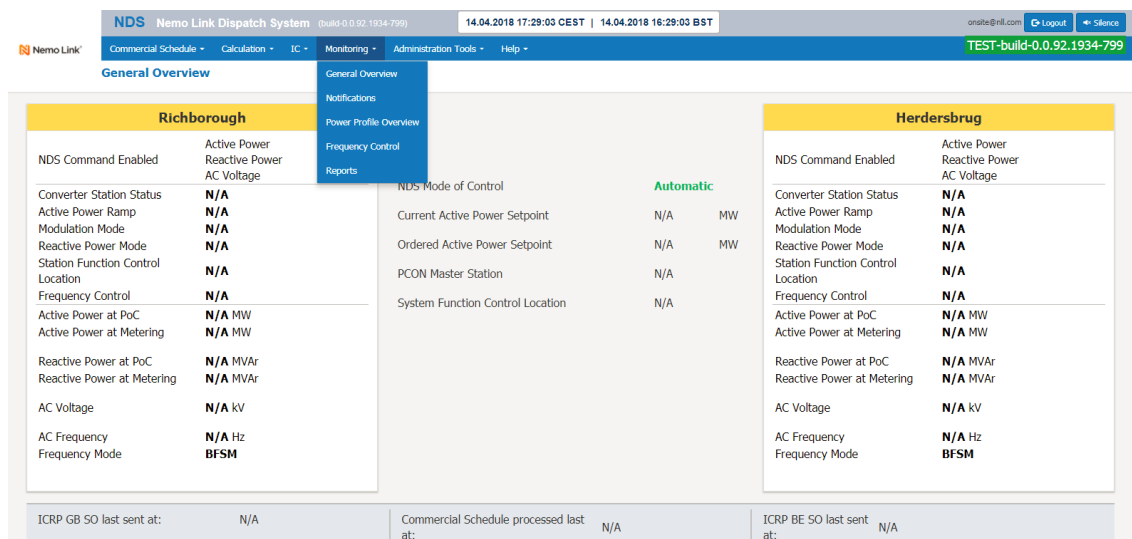 NDS Nemo Link Dispatch System (build-0.0.92.1934-799)
14.04.2018 17:29:03 CEST | 14.04.2018 16:29:03 BST
onsite@nll.com Logout Silence
Nemo Link
Commercial Schedule Calculation IC Monitoring Administration Tools Help
TEST-build-0.0.92.1934-799
General Overview
General Overview
Notifications
Power Profile Overview
Frequency Control
Reports
Richborough
NDS Command Enabled
Active Power
Reactive Power
AC Voltage
Converter Station Status N/A
Active Power Ramp N/A
Modulation Mode N/A
Reactive Power Mode N/A
Station Function Control
Location
N/A
Frequency Control N/A
Active Power at PoC N/A MW
Active Power at Metering N/A MW
Reactive Power at PoC N/A MVAr
Reactive Power at Metering N/A MVAr
AC Voltage N/A kV
AC Frequency N/A Hz
Frequency Mode BFSM
NDS Mode of Control Automatic
Current Active Power Setpoint N/A MW
Ordered Active Power Setpoint N/A MW
PCON Master Station N/A
System Function Control Location N/A
Herdersbrug
NDS Command Enabled
Active Power
Reactive Power
AC Voltage
Converter Station Status N/A
Active Power Ramp N/A
Modulation Mode N/A
Reactive Power Mode N/A
Station Function Control
Location
N/A
Frequency Control N/A
Active Power at PoC N/A MW
Active Power at Metering N/A MW
Reactive Power at PoC N/A MVAr
Reactive Power at Metering N/A MVAr
AC Voltage N/A kV
AC Frequency N/A Hz
Frequency Mode BFSM
ICRP GB SO last sent at: N/A
Commercial Schedule processed last
at:
N/A
ICRP BE SO last sent
at:
N/A